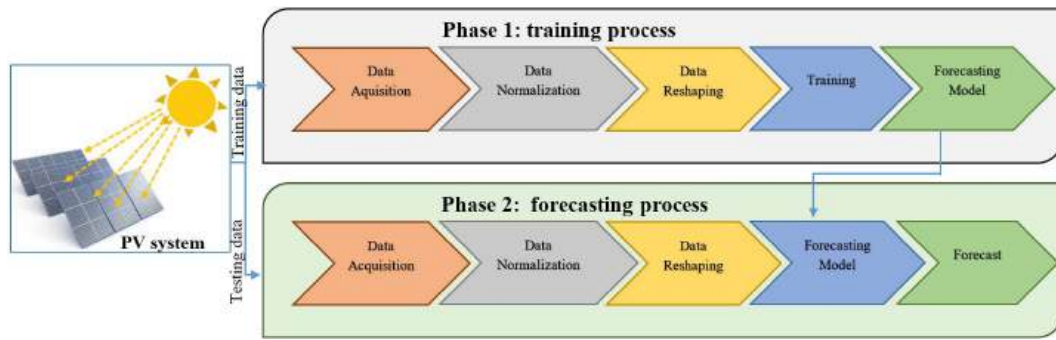 Phase 1: training process
Data
Aquisition
Data
Normalization
Data
Reshaping
Training
Forecasting
Model
Training data
PV system
Testing data
Phase 2: forecasting process
Data
Acquisition
Data
Normalization
Data
Reshaping
Forecasting
Model
Forecast